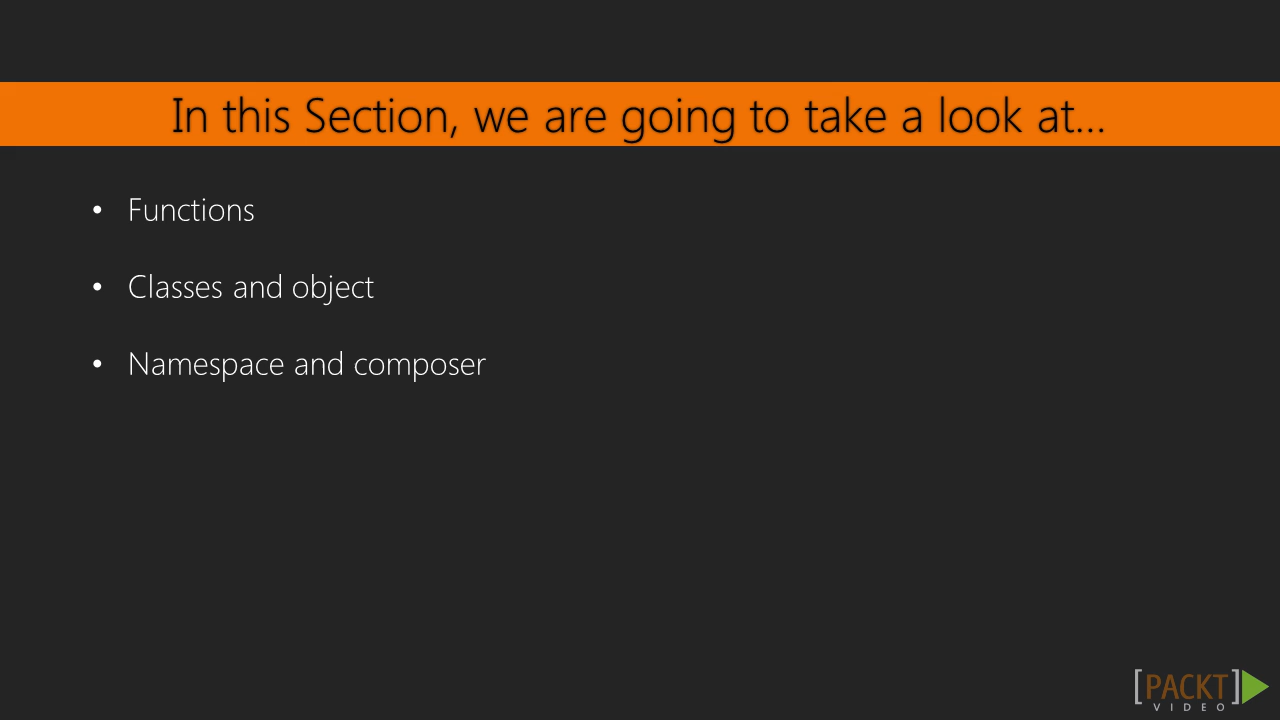 In this Section, we are going to take a look at...
• Functions
• Classes and object
• Namespace and composer
[PACKT]
VIDEO